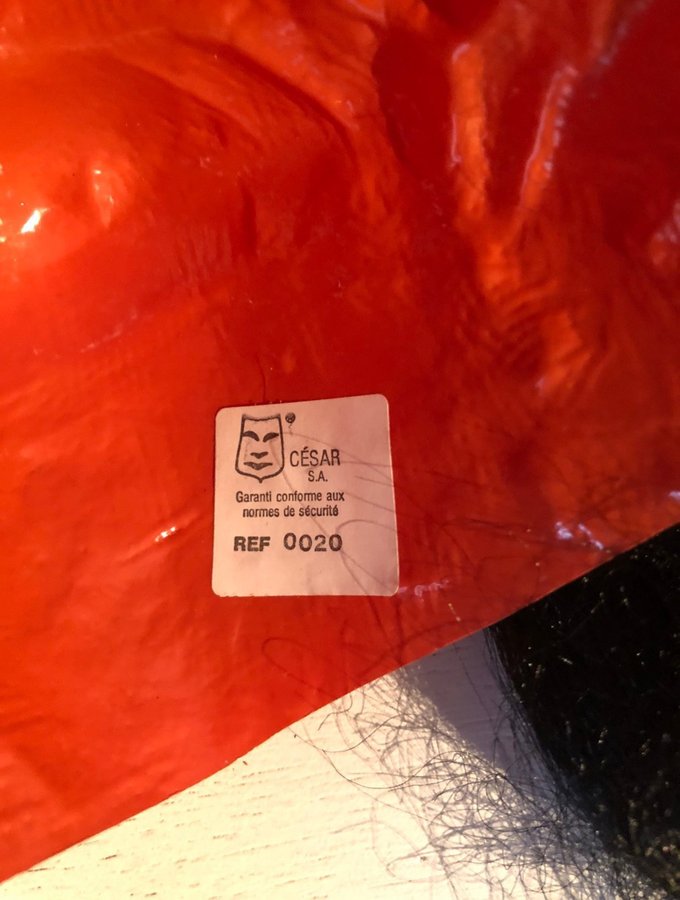 CÉSAR
S.A.
Garanti conforme aux
normes de sécurité
REF 0020